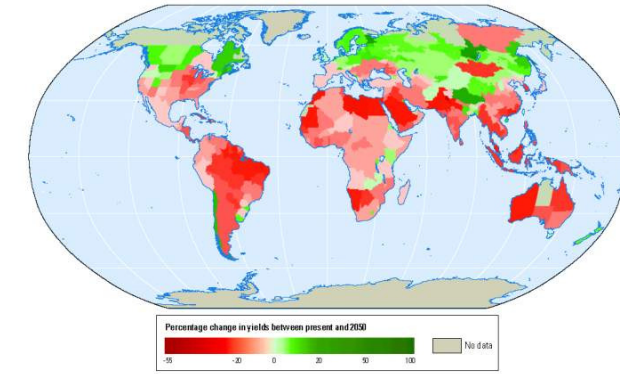 Percentage change in yields between present and 2050
-55 -20 0 20 50 100
No data